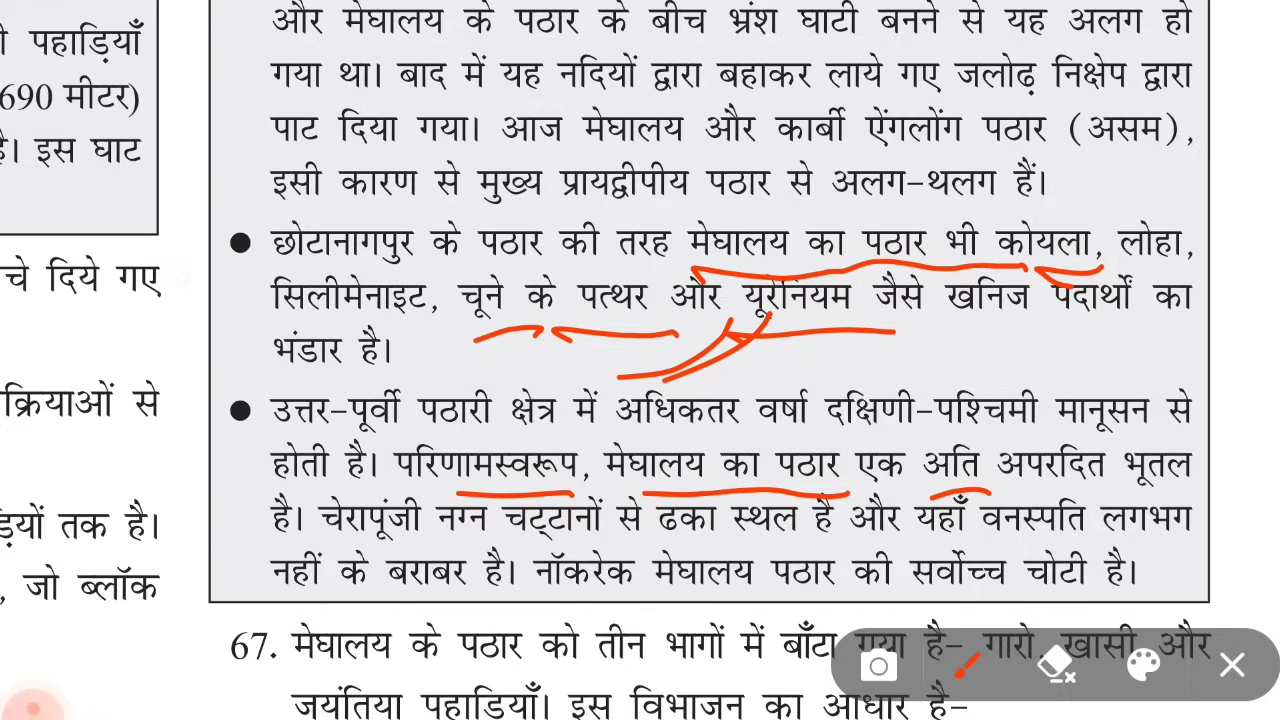 और मेघालय के पठार के बीच भ्रंश घाटी बनने से यह अलग हो
गया था। बाद में यह नदियों द्वारा बहाकर लाये गए जलोढ़ निक्षेप द्वारा
पाट दिया गया। आज मेघालय और कार्बी ऐंगलोंग पठार (असम),
इसी कारण से मुख्य प्रायद्वीपीय पठार से अलग-थलग हैं।
● छोटानागपुर के पठार की तरह मेघालय का पठार भी कोयला, लोहा,
सिलीमेनाइट, चूने के पत्थर और यूरेनियम जैसे खनिज पदार्थों का
भंडार है।
● उत्तर-पूर्वी पठारी क्षेत्र में अधिकतर वर्षा दक्षिणी-पश्चिमी मानूसन से
होती है। परिणामस्वरूप, मेघालय का पठार एक अति अपरदित भूतल
है। चेरापूंजी नग्न चट्टानों से ढका स्थल है और यहाँ वनस्पति लगभग
नहीं के बराबर है। नॉकरेक मेघालय पठार की सर्वोच्च चोटी है।
67. मेघालय के पठार को तीन भागों में बाँटा गया है- गारो, खासी और
जयंतिया पहाड़ियाँ। इस विभाजन का आधार है-
पहाड़ियाँ
690 मीटर)
है। इस घाट
दिये गए
क्रियाओं से
तक है।
, जो ब्लॉक